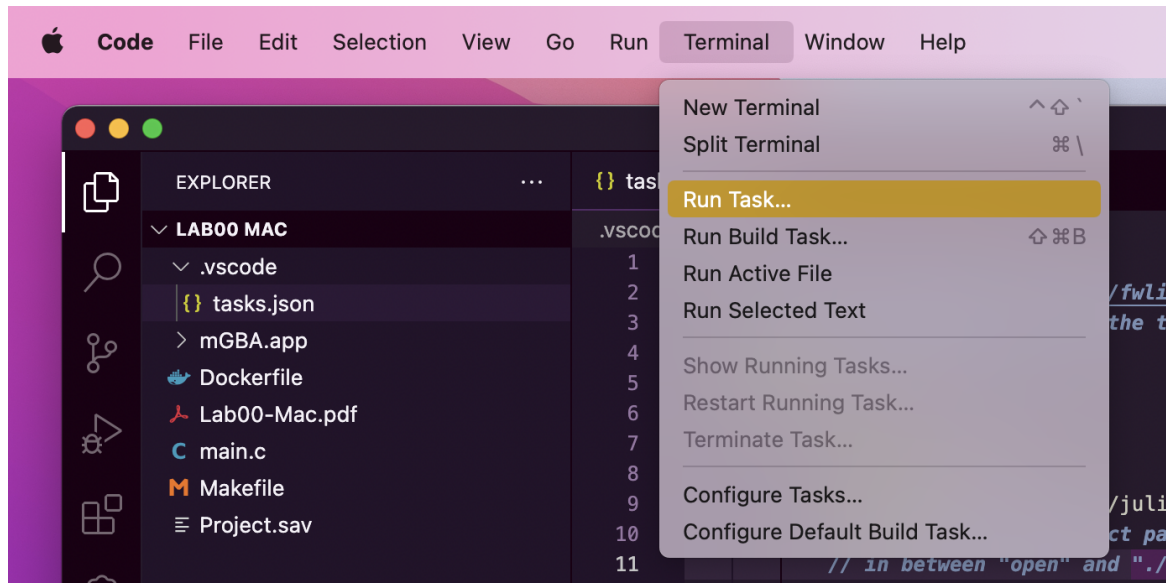 Code File Edit Selection View Go Run Terminal Window Help
New Terminal ^⇧`
Split Terminal ⌘\
Run Task...
Run Build Task... ⇧⌘B
Run Active File
Run Selected Text
Show Running Tasks...
Restart Running Task...
Terminate Task...
Configure Tasks...
Configure Default Build Task...
EXPLORER ...
LAB00 MAC
.vscode
{} tasks.json
mGBA.app
Dockerfile
Lab00-Mac.pdf
C main.c
M Makefile
Project.sav
{} tas
.vsco
1
2 /fwli
3 the t
4
5
6
7
8
9 /juli
10 ct pa
11 // in between "open" and "./